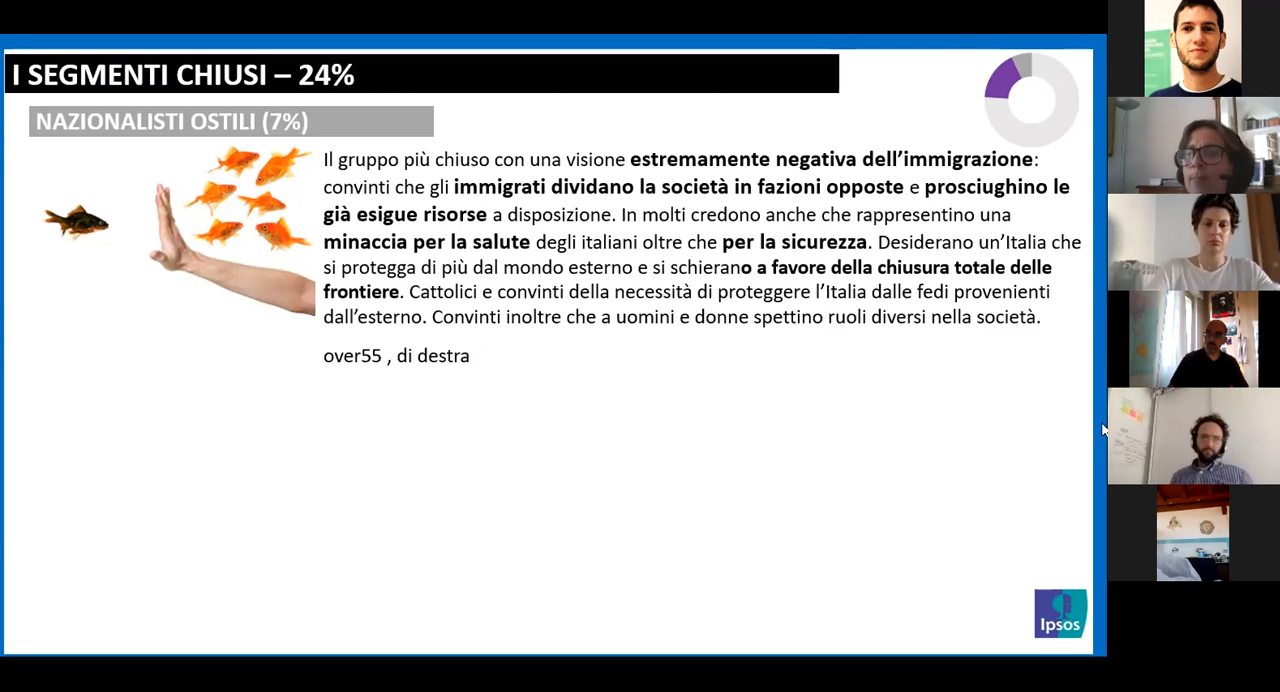 I SEGMENTI CHIUSI – 24%
NAZIONALISTI OSTILI (7%)
Il gruppo più chiuso con una visione estremamente negativa dell’immigrazione:
convinti che gli immigrati dividano la società in fazioni opposte e prosciughino le
già esigue risorse a disposizione. In molti credono anche che rappresentino una
minaccia per la salute degli italiani oltre che per la sicurezza. Desiderano un’Italia che
si protegga di più dal mondo esterno e si schierano a favore della chiusura totale delle
frontiere. Cattolici e convinti della necessità di proteggere l’Italia dalle fedi provenienti
dall’esterno. Convinti inoltre che a uomini e donne spettino ruoli diversi nella società.
over55 , di destra
Ipsos